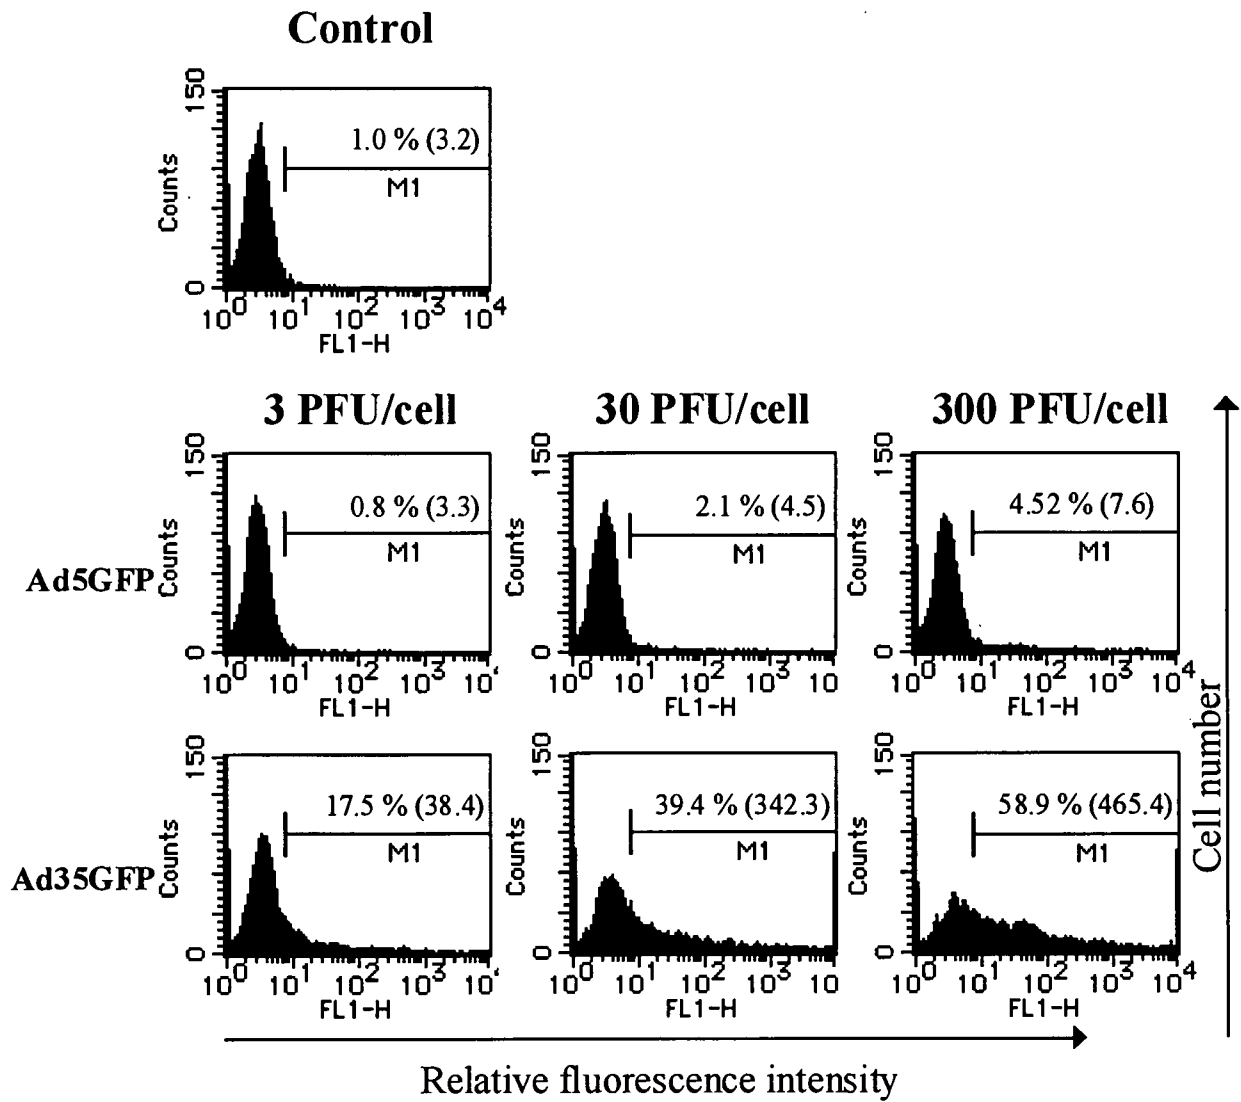 Control
150
1.0 % (3.2)
M1
Counts
0
10^0 10^1 10^2 10^3 10^4
FL1-H
3 PFU/cell 30 PFU/cell 300 PFU/cell
150 150 150
0.8 % (3.3) 2.1 % (4.5) 4.52 % (7.6)
M1 M1 M1
Ad5GFP Counts Counts Counts
0 0 0
10^0 10^1 10^2 10^3 10 10^0 10^1 10^2 10^3 10 10^0 10^1 10^2 10^3 10^4
FL1-H FL1-H FL1-H
150 150 150
17.5 % (38.4) 39.4 % (342.3) 58.9 % (465.4)
M1 M1 M1
Ad35GFP Counts Counts Counts
0 0 0
10^0 10^1 10^2 10^3 10 10^0 10^1 10^2 10^3 10 10^0 10^1 10^2 10^3 10^4
FL1-H FL1-H FL1-H
Cell number
Relative fluorescence intensity